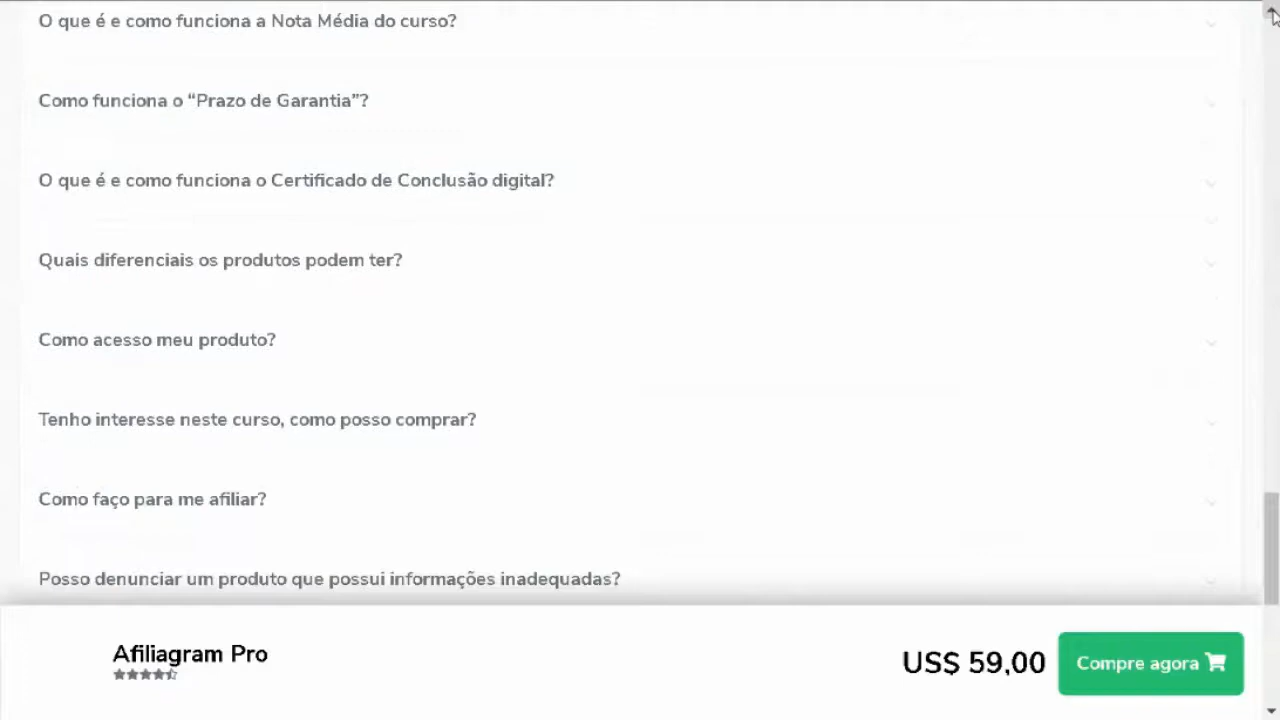 O que é e como funciona a Nota Média do curso?
Como funciona o “Prazo de Garantia”?
O que é e como funciona o Certificado de Conclusão digital?
Quais diferenciais os produtos podem ter?
Como acesso meu produto?
Tenho interesse neste curso, como posso comprar?
Como faço para me afiliar?
Posso denunciar um produto que possui informações inadequadas?
Afiliagram Pro
US$ 59,00
Compre agora